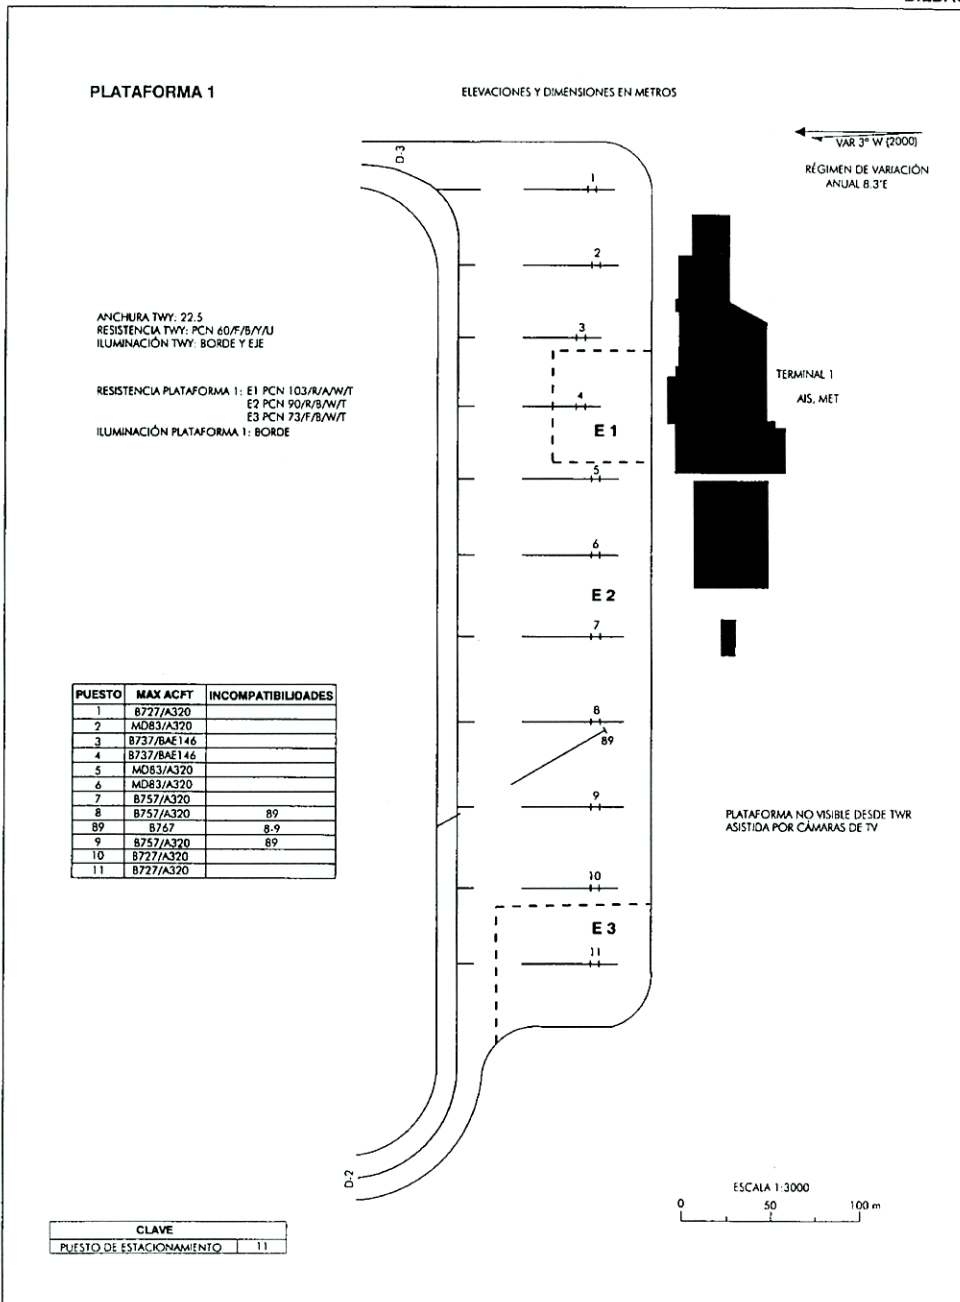 PLATAFORMA 1
ELEVACIONES Y DIMENSIONES EN METROS
VAR 3° W (2000)
RÉGIMEN DE VARIACIÓN
ANUAL 8.3'E
D-3
1
2
3
4
E 1
5
6
E 2
7
8
89
9
10
E 3
11
D-2
ANCHURA TWY: 22.5
RESISTENCIA TWY: PCN 60/F/B/Y/U
ILUMINACIÓN TWY: BORDE Y EJE
RESISTENCIA PLATAFORMA 1: E1 PCN 103/R/A/W/T
E2 PCN 90/R/B/W/T
E3 PCN 73/F/B/W/T
ILUMINACIÓN PLATAFORMA 1: BORDE
TERMINAL 1
AIS, MET
PUESTO MAX ACFT INCOMPATIBILIDADES
1 B727/A320
2 MD83/A320
3 B737/BAE146
4 B737/BAE146
5 MD83/A320
6 MD83/A320
7 B757/A320
8 B757/A320 89
89 B767 8-9
9 B757/A320 89
10 B727/A320
11 B727/A320
PLATAFORMA NO VISIBLE DESDE TWR
ASISTIDA POR CÁMARAS DE TV
ESCALA 1:3000
0 50 100 m
CLAVE
PUESTO DE ESTACIONAMIENTO 11